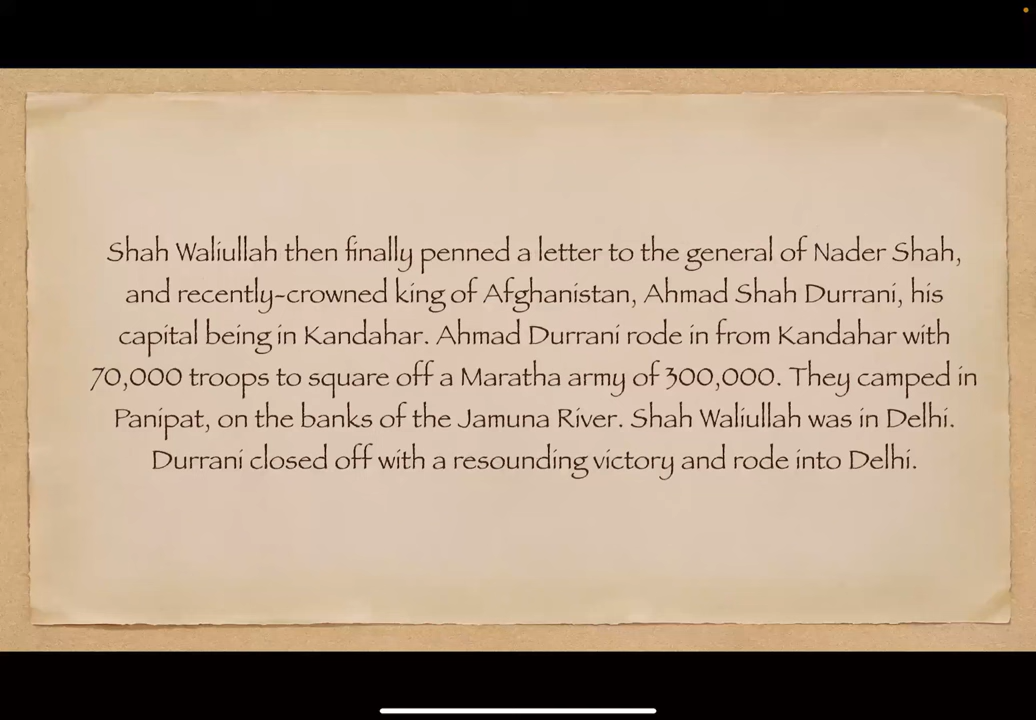 Shah Waliullah then finally penned a letter to the general of Nader Shah,
and recently-crowned king of Afghanistan, Ahmad Shah Durrani, his
capital being in Kandahar. Ahmad Durrani rode in from Kandahar with
70,000 troops to square off a Maratha army of 300,000. They camped in
Panipat, on the banks of the Jamuna River. Shah Waliullah was in Delhi.
Durrani closed off with a resounding victory and rode into Delhi.